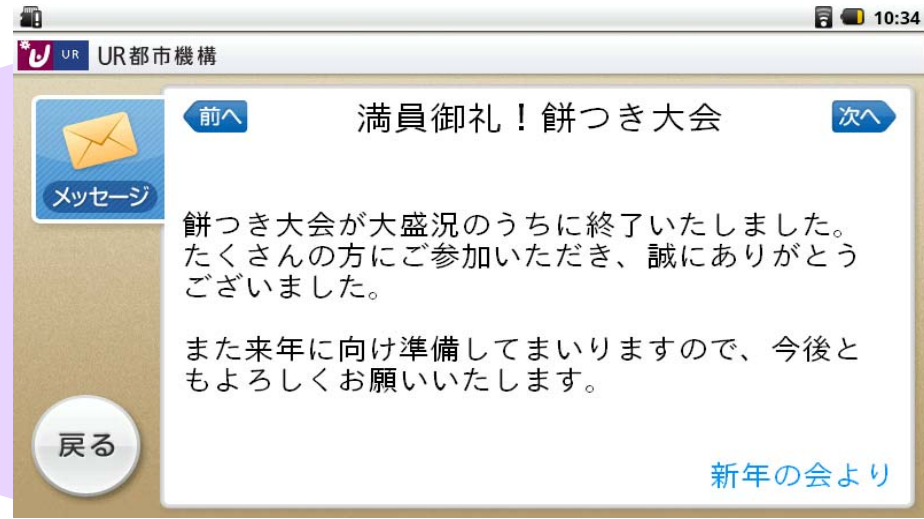 10:34
UR UR都市機構
前へ 満員御礼！餅つき大会 次へ
メッセージ
餅つき大会が大盛況のうちに終了いたしました。
たくさんの方にご参加いただき、誠にありがとう
ございました。
また来年に向け準備してまいりますので、今後と
もよろしくお願いいたします。
戻る
新年の会より